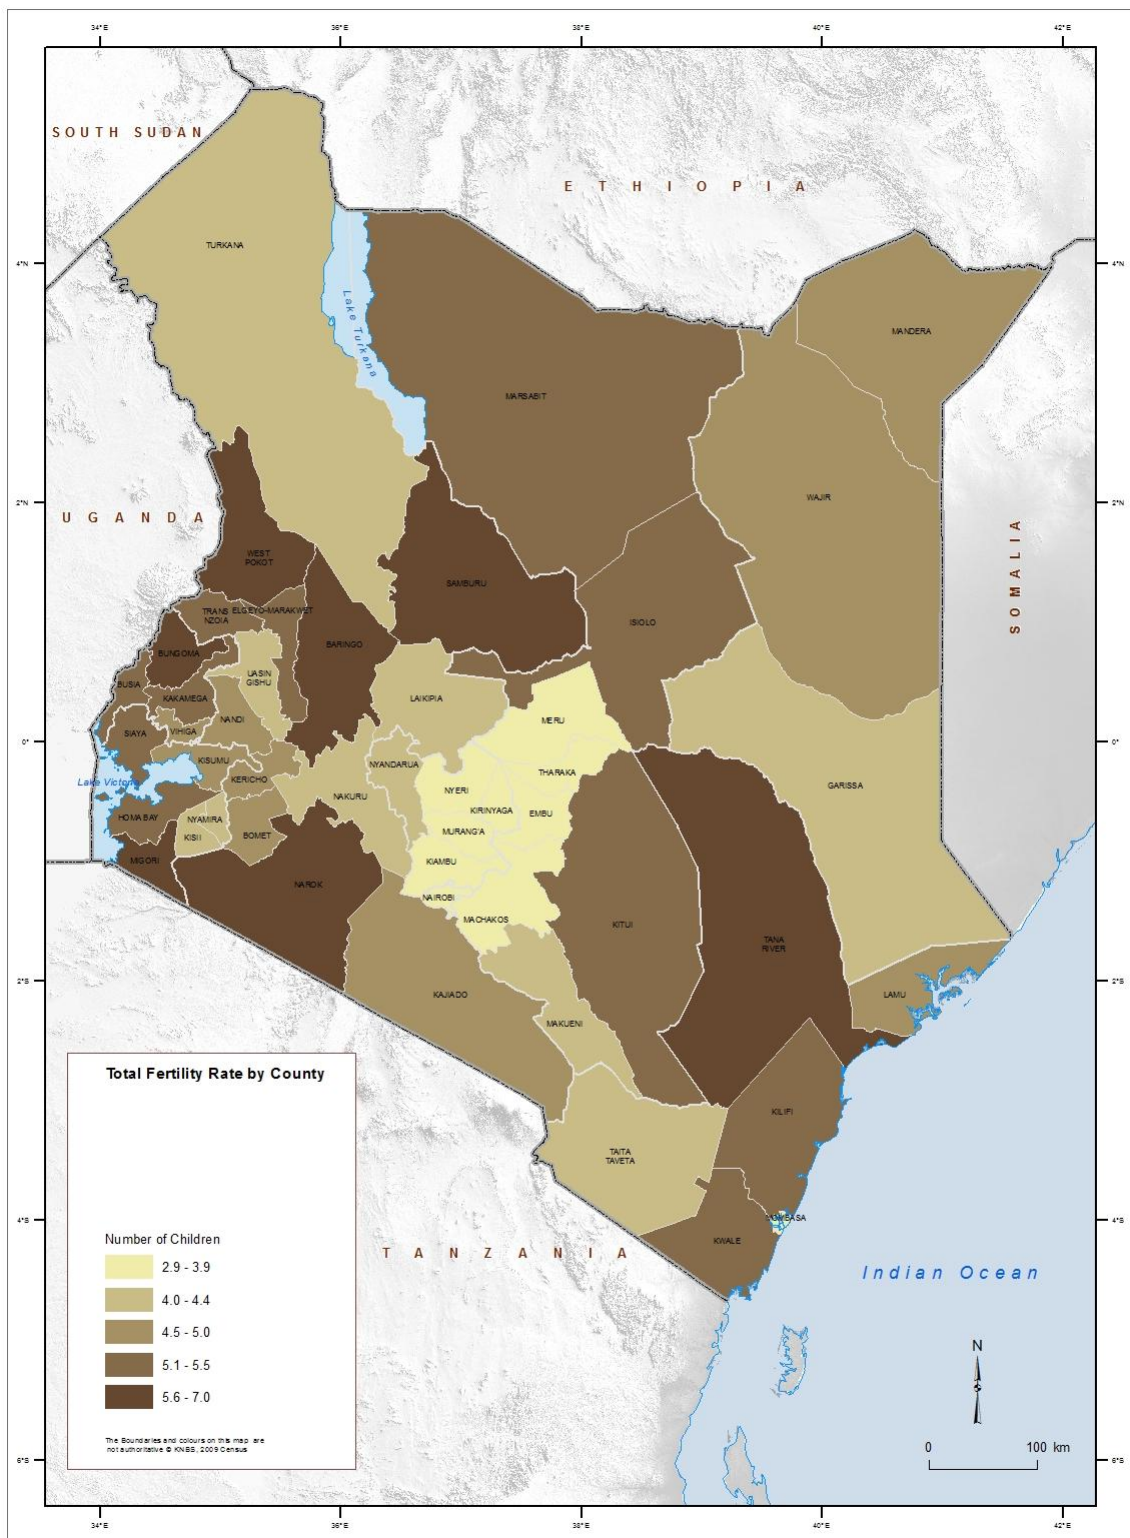 34°E 36°E 38°E 40°E 42°E
SOUTH SUDAN
ETHIOPIA
TURKANA
4°N 4°N
Lake Turkana
MANDERA
MARSABIT
2°N 2°N
WAJIR
UGANDA
SOMALIA
WEST
POKOT
SAMBURU
TRANS
NZOIA
ELGEYO-MARAKWET
ISIOLO
BARINGO
BUNGOMA
UASIN
GISHU
BUSIA
KAKAMEGA
LAIKIPIA
NANDI
MERU
SIAYA
VIHIGA
0° 0°
KISUMU
NYANDARUA
THARAKA
Lake Victoria
KERICHO
GARISSA
NYERI
NAKURU
KIRINYAGA
EMBU
HOMA BAY
NYAMIRA
MURANG'A
KISII
BOMET
MIGORI
KIAMBU
NAROK
NAIROBI
MACHAKOS
KITUI
TANA
RIVER
2°S 2°S
KAJIADO
LAMU
MAKUENI
KILIFI
TAITA
TAVETA
MOMBASA
4°S 4°S
KWALE
TANZANIA
Indian Ocean
Total Fertility Rate by County
Number of Children
2.9 - 3.9
4.0 - 4.4
4.5 - 5.0
5.1 - 5.5
5.6 - 7.0
The Boundaries and colours on this map are
not authoritative © KNBS, 2009 Census
N
0 100 km
6°S 6°S
34°E 36°E 38°E 40°E 42°E